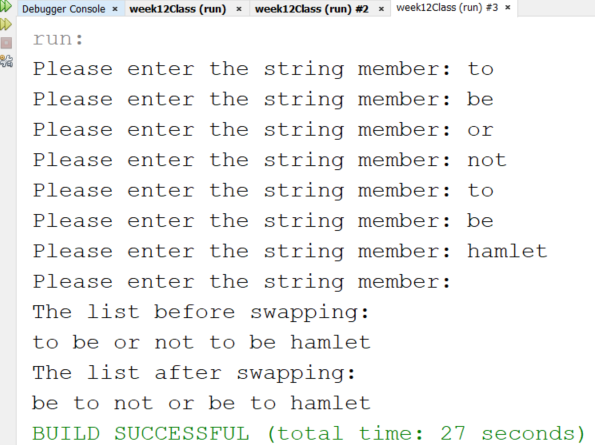 Debugger Console × week12Class (run) × week12Class (run) #2 × week12Class (run) #3 ×
run:
Please enter the string member: to
Please enter the string member: be
Please enter the string member: or
Please enter the string member: not
Please enter the string member: to
Please enter the string member: be
Please enter the string member: hamlet
Please enter the string member:
The list before swapping:
to be or not to be hamlet
The list after swapping:
be to not or be to hamlet
BUILD SUCCESSFUL (total time: 27 seconds)